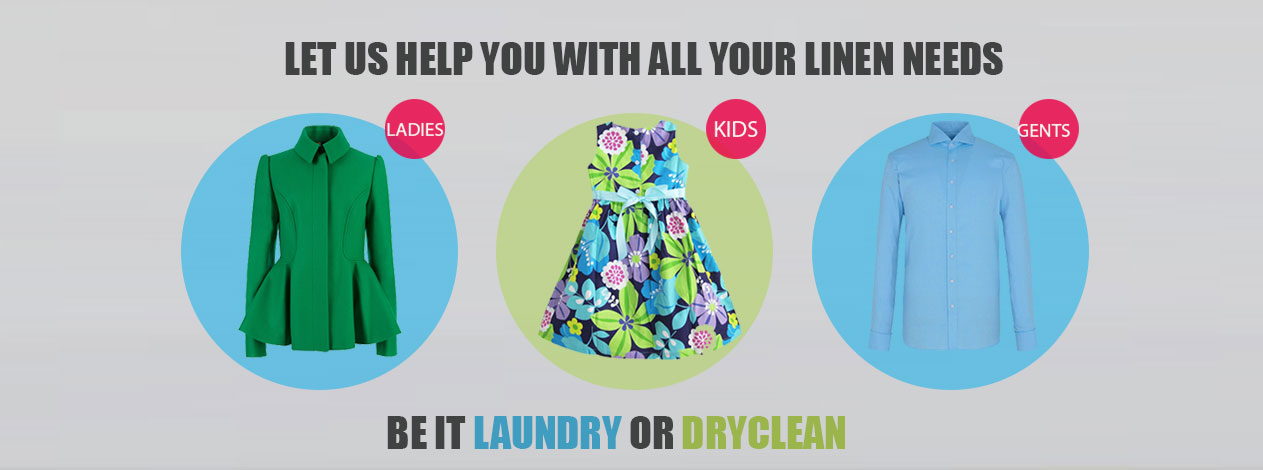 LET US HELP YOU WITH ALL YOUR LINEN NEEDS
LADIES
KIDS
GENTS
BE IT LAUNDRY OR DRYCLEAN